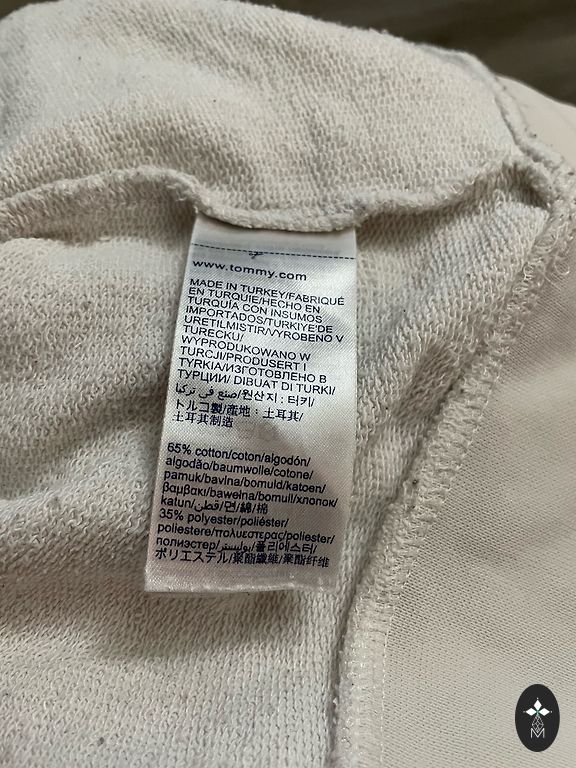 www.tommy.com
MADE IN TURKEY/FABRIQUÉ
EN TURQUIE/HECHO EN
TURQUÍA CON INSUMOS
IMPORTADOS/TURKIYE'DE
URETILMISTIR/VYROBENO V
TURECKU/
WYPRODUKOWANO W
TURCJI/PRODUSERT I
TYRKIA/ИЗГОТОВЛЕНО В
ТУРЦИИ/ DIBUAT DI TURKI/
صنع في تركيا/원산지 : 터키/
トルコ製/產地：土耳其/
土耳其制造
65% cotton/coton/algodón/
algodão/baumwolle/cotone/
pamuk/bavlna/bomuld/katoen/
βαμβακι/bawełna/bomull/хлопок/
katun/قطن/면/綿/棉
35% polyester/poliéster/
poliestere/πολυεστερας/poliester/
полиэстер/بوليستر/폴리에스터/
ポリエステル/聚酯纖維/聚酯纤维
M